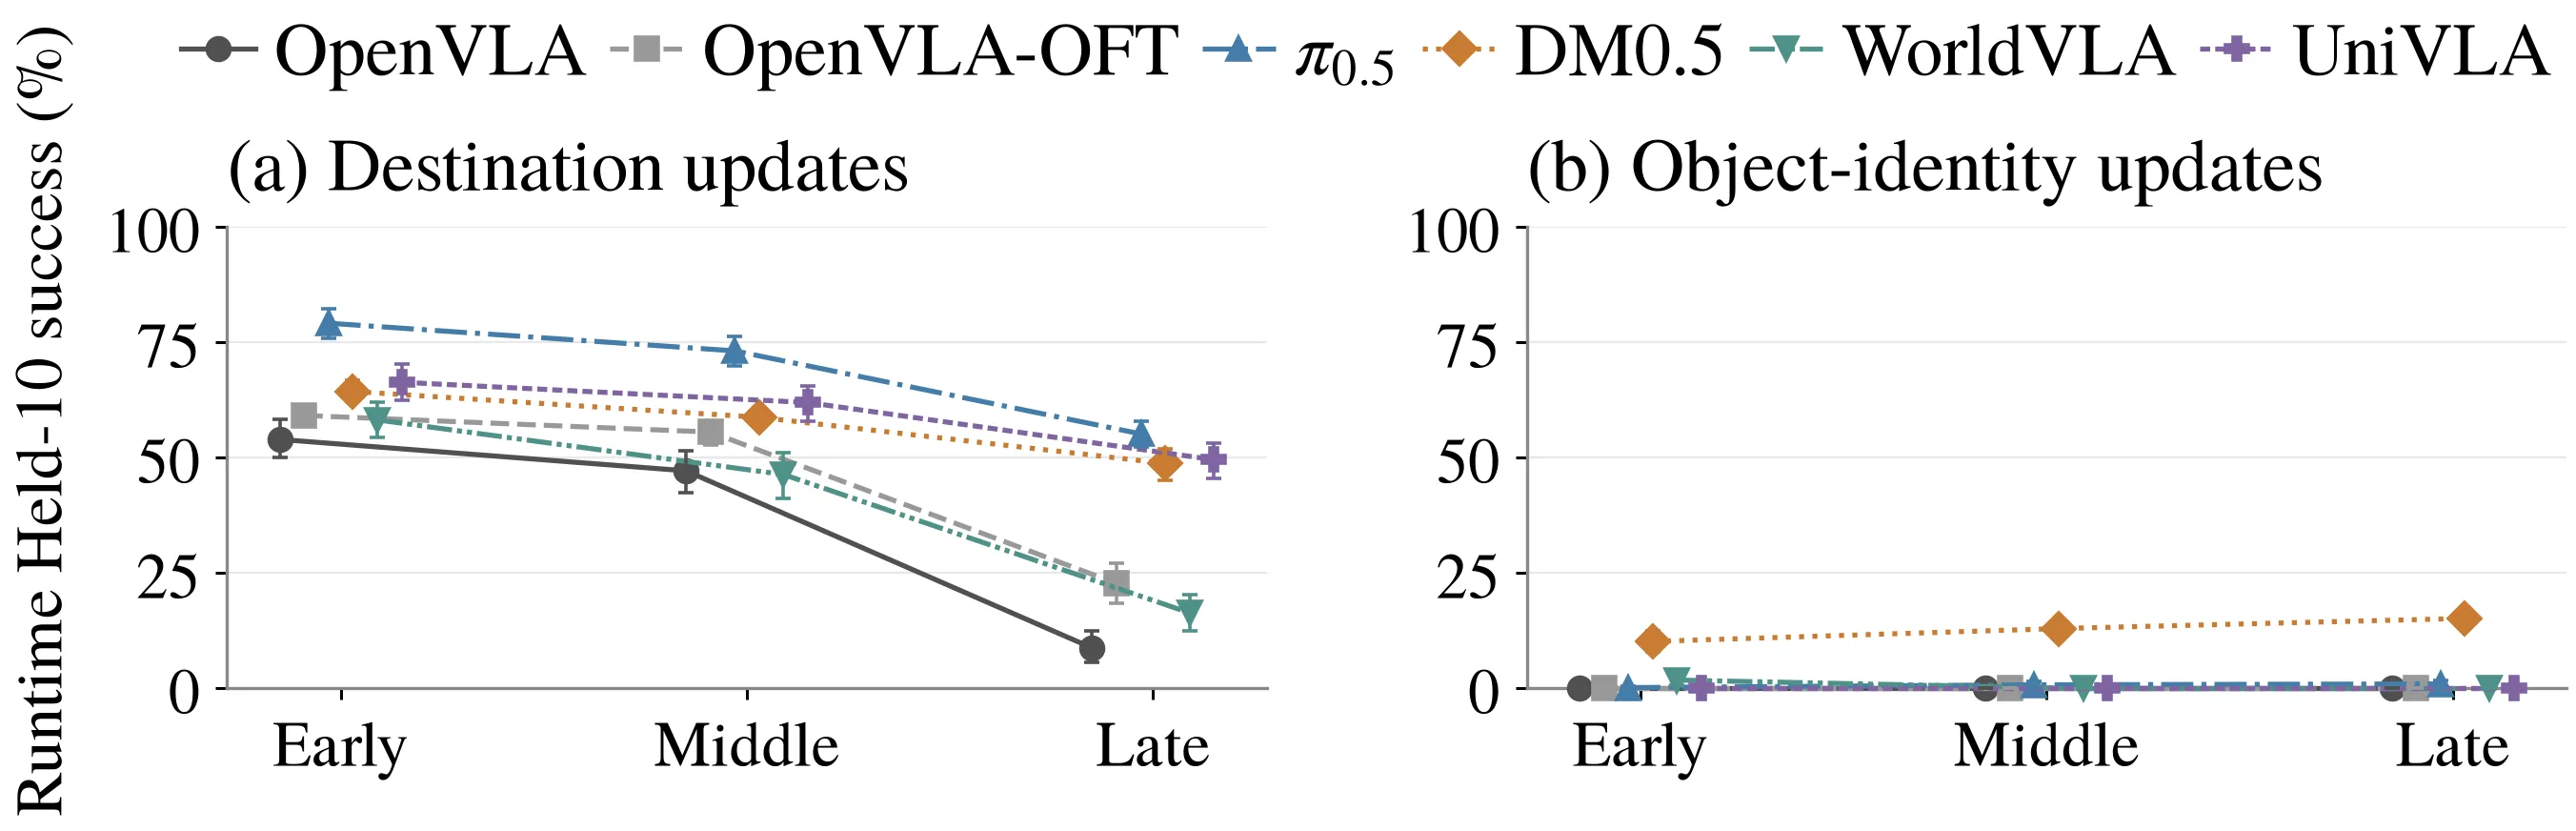 OpenVLA OpenVLA-OFT π0.5 DM0.5 WorldVLA UniVLA
Runtime Held-10 success (%)
(a) Destination updates
100
75
50
25
0
Early Middle Late
(b) Object-identity updates
100
75
50
25
0
Early Middle Late